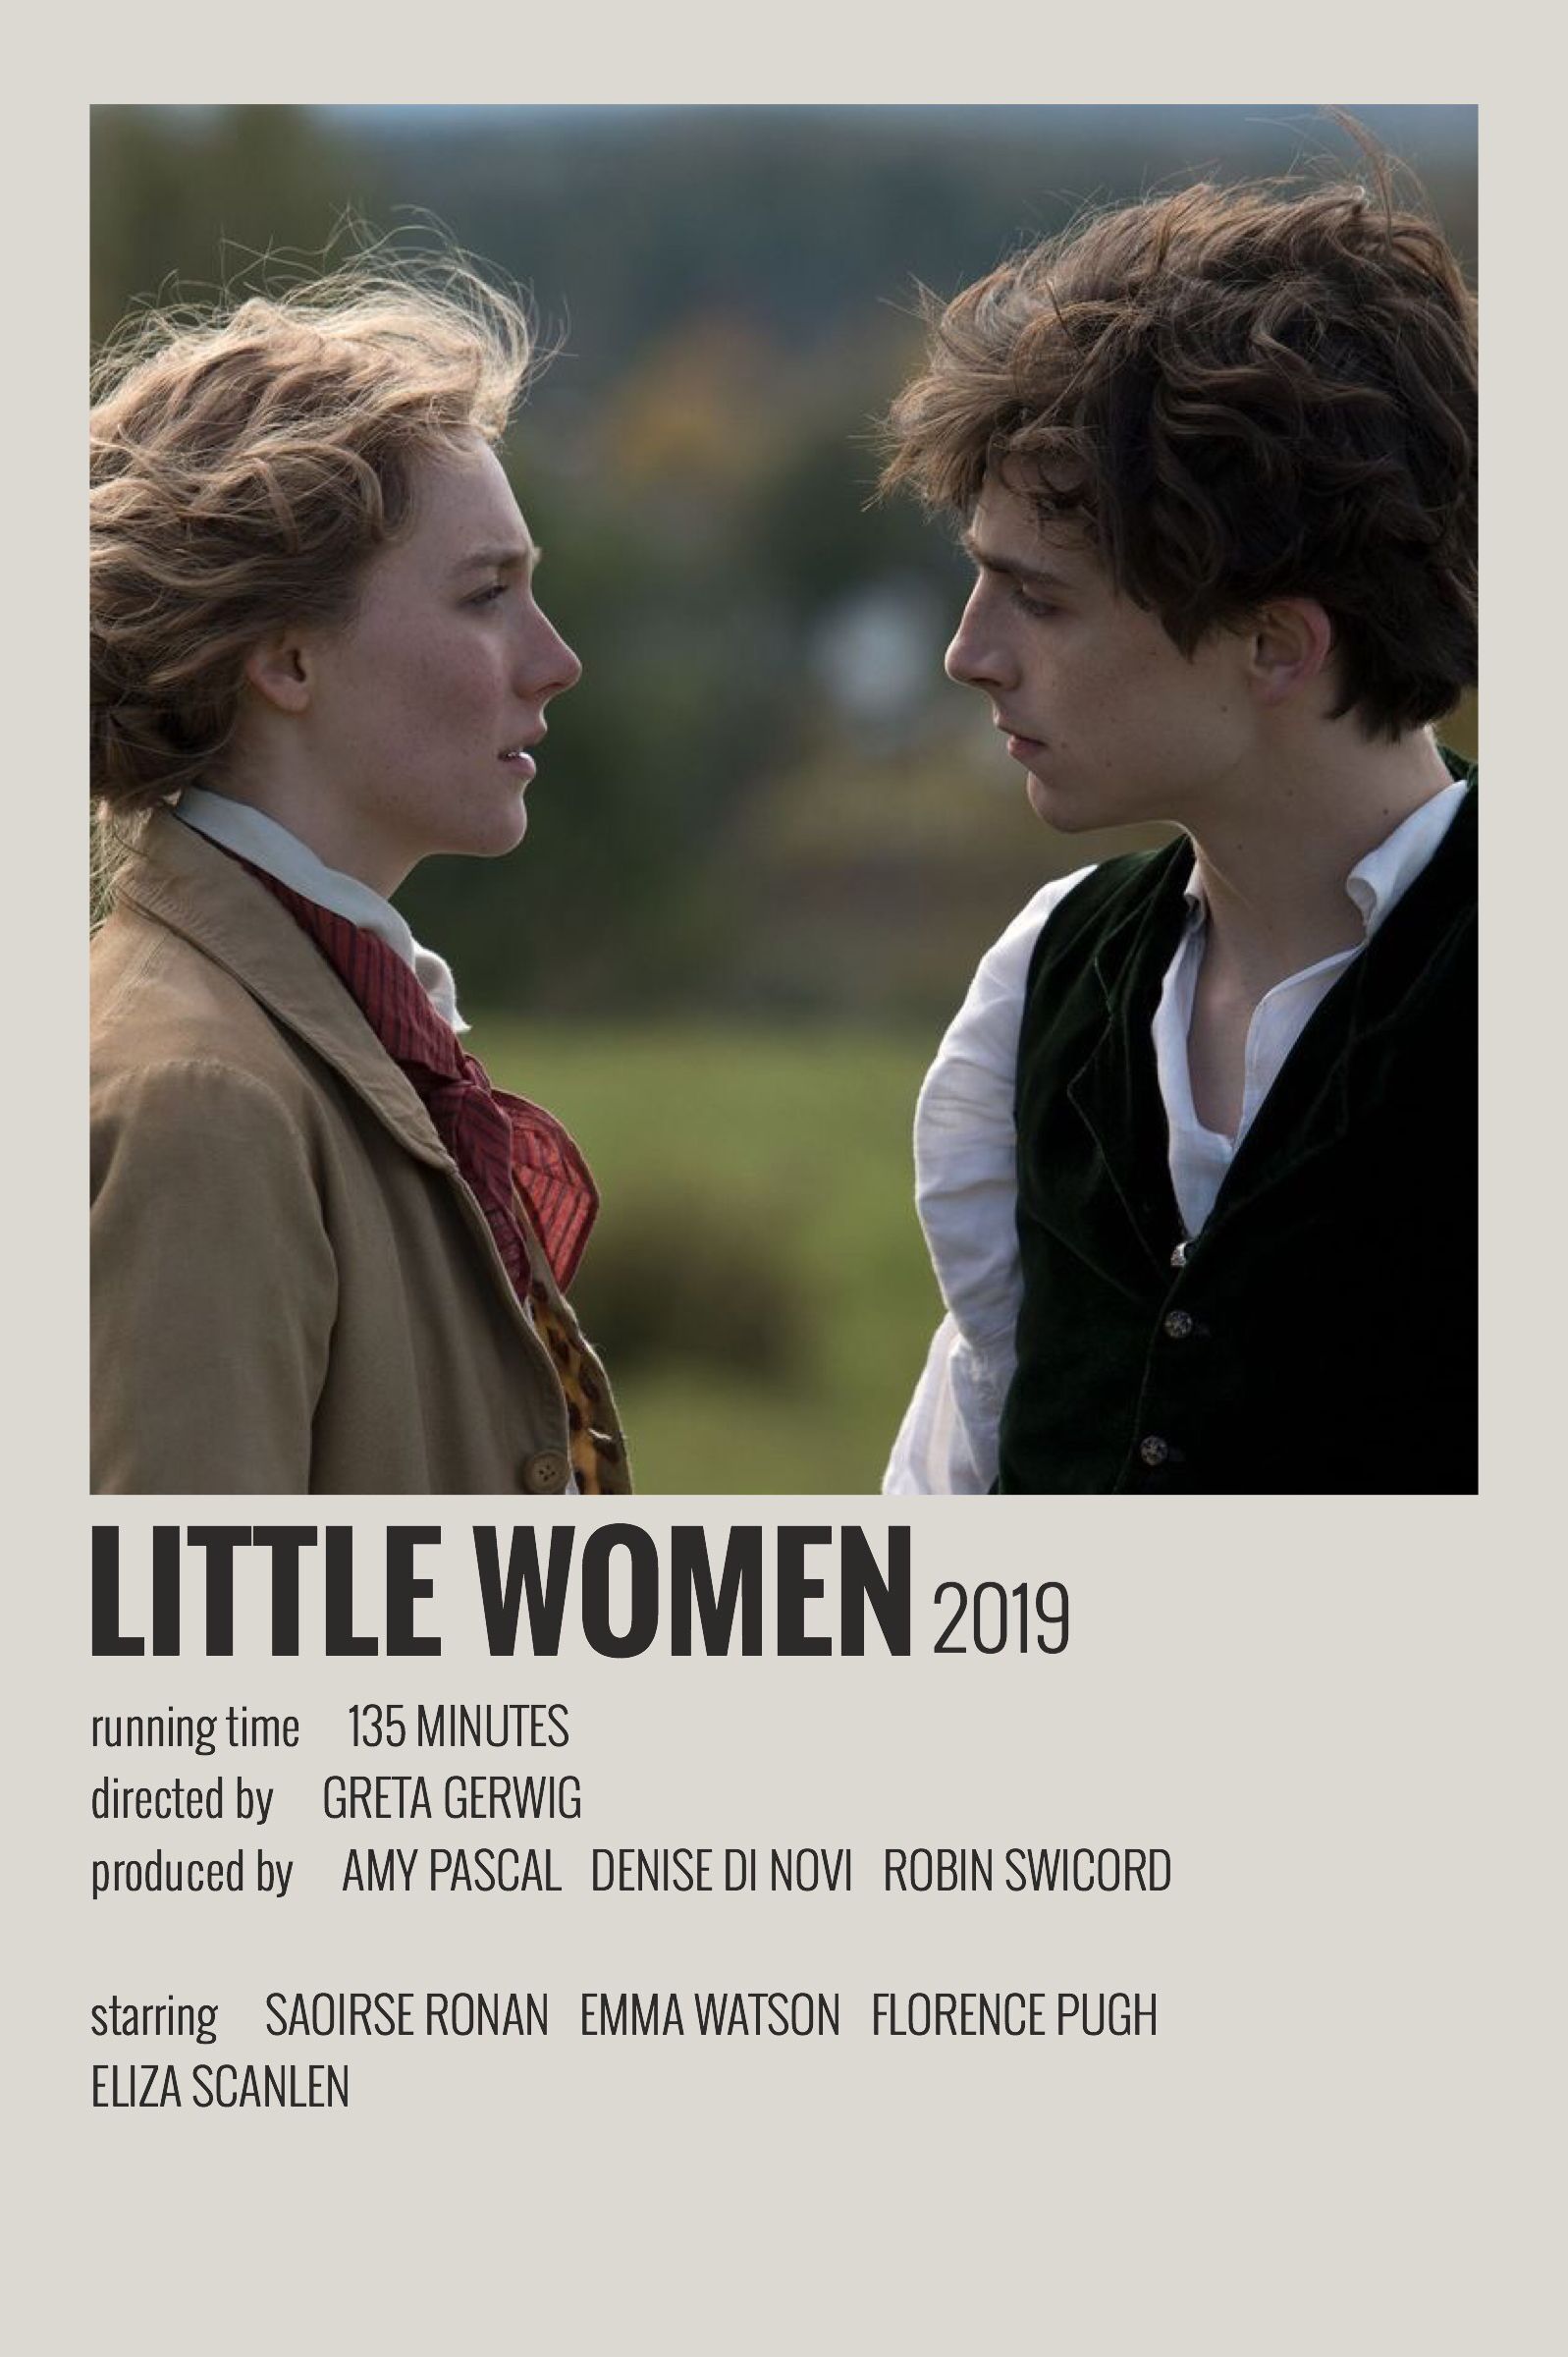 LITTLE WOMEN 2019
running time 135 MINUTES
directed by GRETA GERWIG
produced by AMY PASCAL DENISE DI NOVI ROBIN SWICORD
starring SAOIRSE RONAN EMMA WATSON FLORENCE PUGH
ELIZA SCANLEN